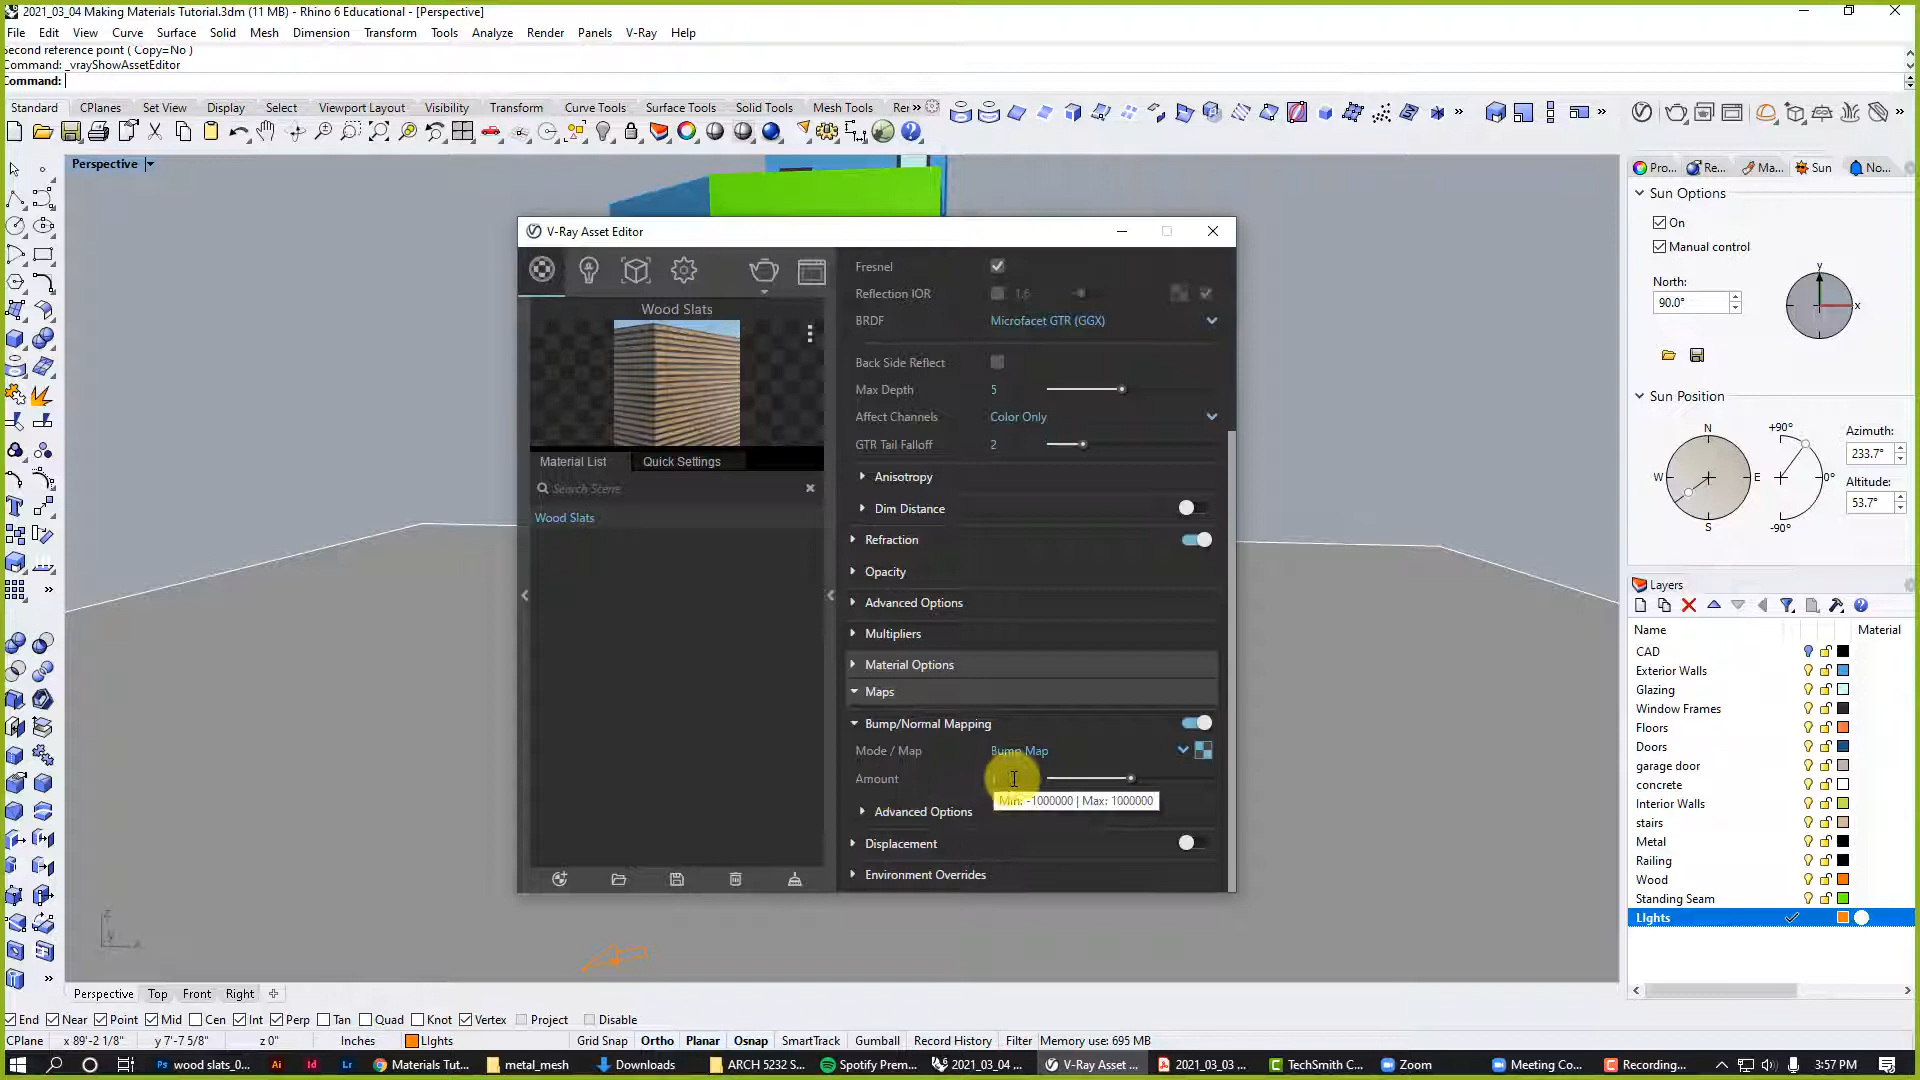 2021_03_04 Making Materials Tutorial.3dm (11 MB) - Rhino 6 Educational - [Perspective]
File Edit View Curve Surface Solid Mesh Dimension Transform Tools Analyze Render Panels V-Ray Help
Second reference point ( Copy=No )
Command: _vrayShowAssetEditor
Command:
Standard CPlanes Set View Display Select Viewport Layout Visibility Transform Curve Tools Surface Tools Solid Tools Mesh Tools Rer
Perspective
Pro... Re... Ma... Sun No...
Sun Options
On
Manual control
North:
90.0°
y
x
Sun Position
N
W E
S
+90°
0°
-90°
Azimuth:
233.7°
Altitude:
53.7°
V-Ray Asset Editor
Wood Slats
Material List Quick Settings
Search Scene
Wood Slats
Fresnel
Reflection IOR 1.6
BRDF Microfacet GTR (GGX)
Back Side Reflect
Max Depth 5
Affect Channels Color Only
GTR Tail Falloff 2
Anisotropy
Dim Distance
Refraction
Opacity
Advanced Options
Multipliers
Material Options
Maps
Bump/Normal Mapping
Mode / Map Bump Map
Amount
Min: -1000000 | Max: 1000000
Advanced Options
Displacement
Environment Overrides
Layers
Name Material
CAD
Exterior Walls
Glazing
Window Frames
Floors
Doors
garage door
concrete
Interior Walls
stairs
Metal
Railing
Wood
Standing Seam
LIghts
Perspective Top Front Right
End Near Point Mid Cen Int Perp Tan Quad Knot Vertex Project Disable
CPlane x 89'-2 1/8" y 7'-7 5/8" z 0" Inches LIghts Grid Snap Ortho Planar Osnap SmartTrack Gumball Record History Filter Memory use: 695 MB
wood slats_0... Materials Tut... metal_mesh Downloads ARCH 5232 S... Spotify Prem... 2021_03_04 ... V-Ray Asset ... 2021_03_03 ... TechSmith C... Zoom Meeting Co... Recording... 3:57 PM